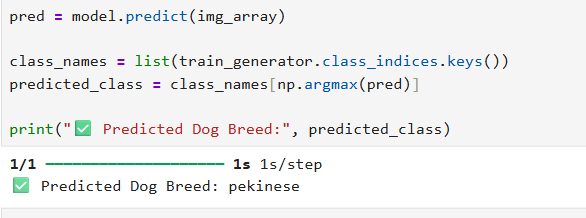 pred = model.predict(img_array)
class_names = list(train_generator.class_indices.keys())
predicted_class = class_names[np.argmax(pred)]
print("✅ Predicted Dog Breed:", predicted_class)
1/1 ━━━━━━━━━━━━━━━━━━━━ 1s 1s/step
✅ Predicted Dog Breed: pekinese